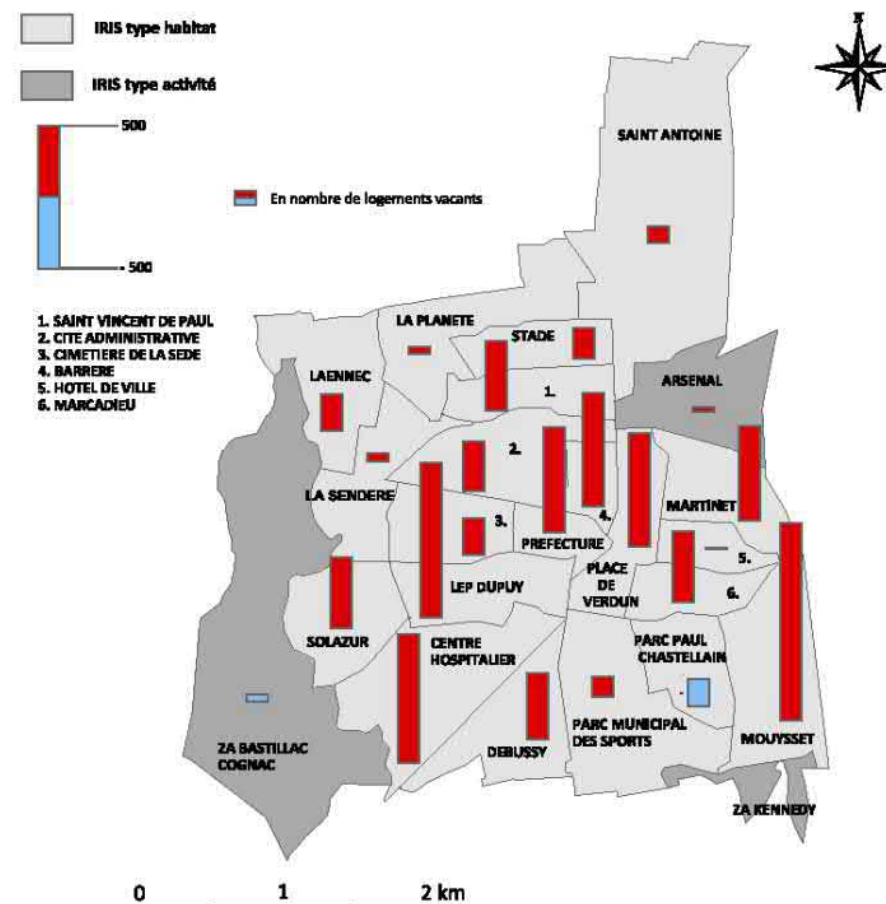 IRIS type habitat
IRIS type activité
500
- 500
En nombre de logements vacants
1. SAINT VINCENT DE PAUL
2. CITE ADMINISTRATIVE
3. CIMETIERE DE LA SEDE
4. BARRERE
5. HOTEL DE VILLE
6. MARCADIEU
N
SAINT ANTOINE
LA PLANETE
STADE
LAENNEC
1.
ARSENAL
2.
LA SENDERE
MARTINET
3.
4.
PREFECTURE
5.
LEP DUPUY
PLACE
DE
VERDUN
6.
SOLAZUR
CENTRE
HOSPITALIER
PARC PAUL
CHASTELLAIN
ZA BASTILLAC
COGNAC
DEBUSSY
PARC MUNICIPAL
DES SPORTS
MOUYSSET
ZA KENNEDY
0 1 2 km